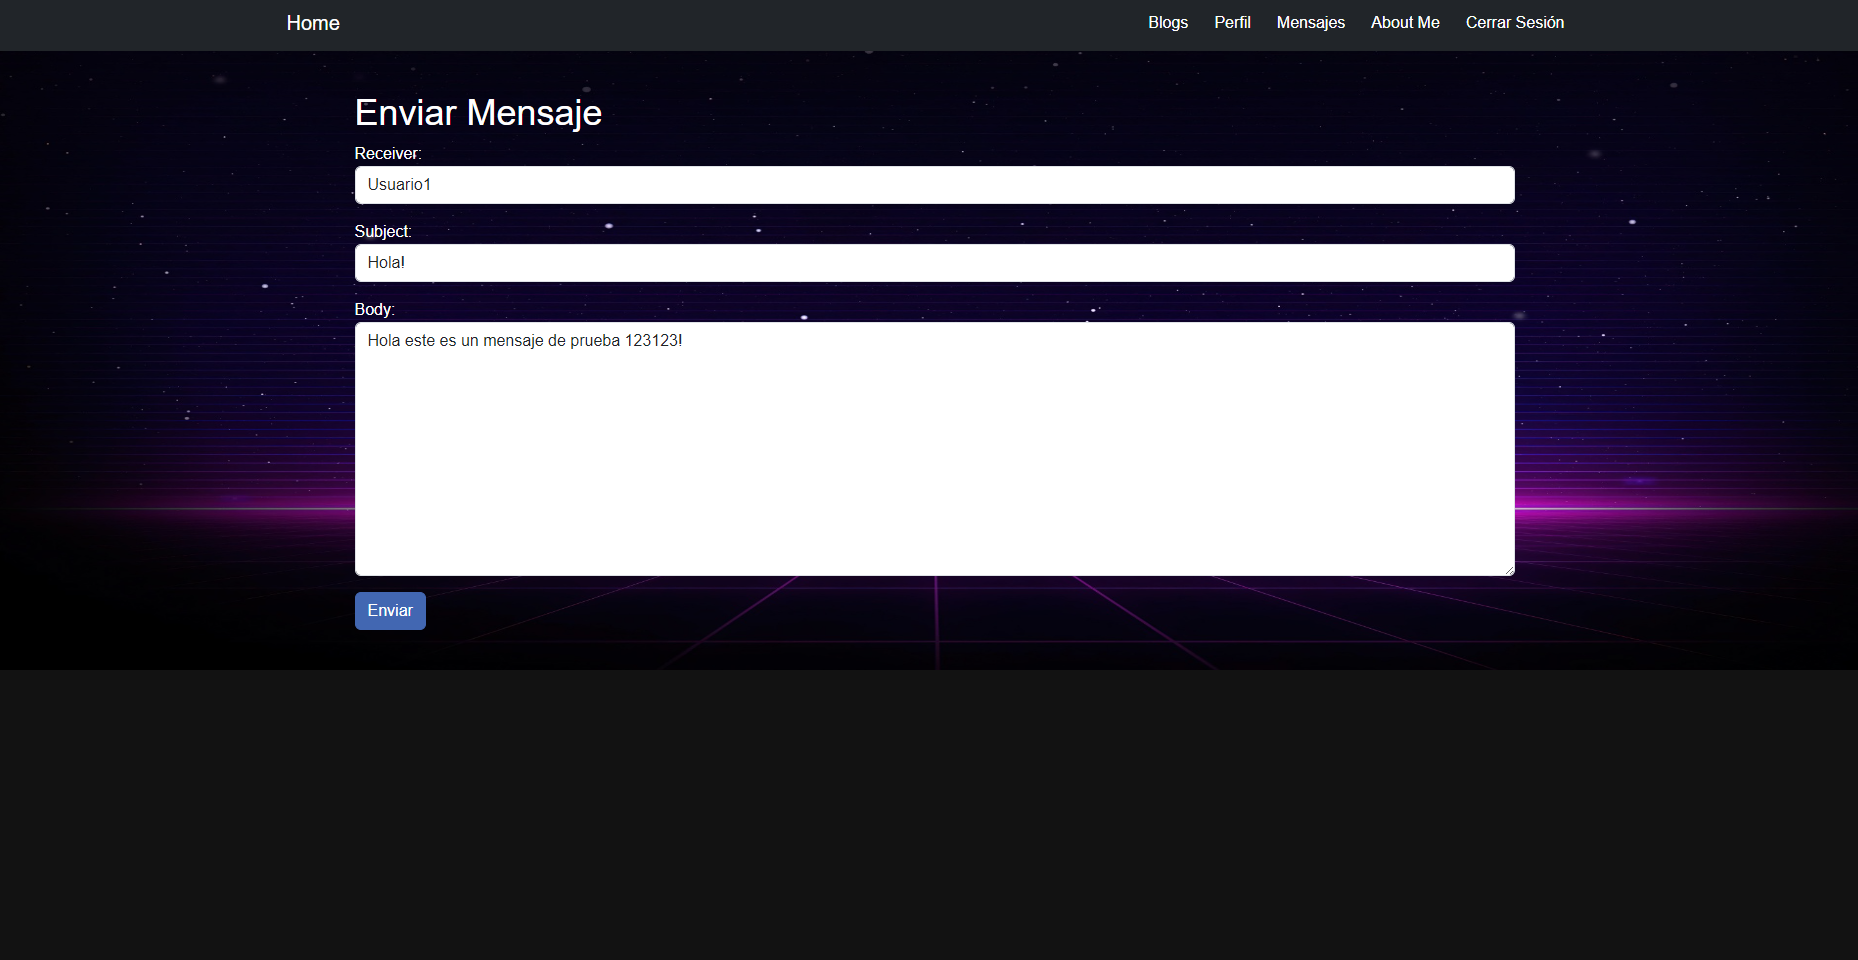 Home Blogs Perfil Mensajes About Me Cerrar Sesión
Enviar Mensaje
Receiver:
Usuario1
Subject:
Hola!
Body:
Hola este es un mensaje de prueba 123123!
Enviar